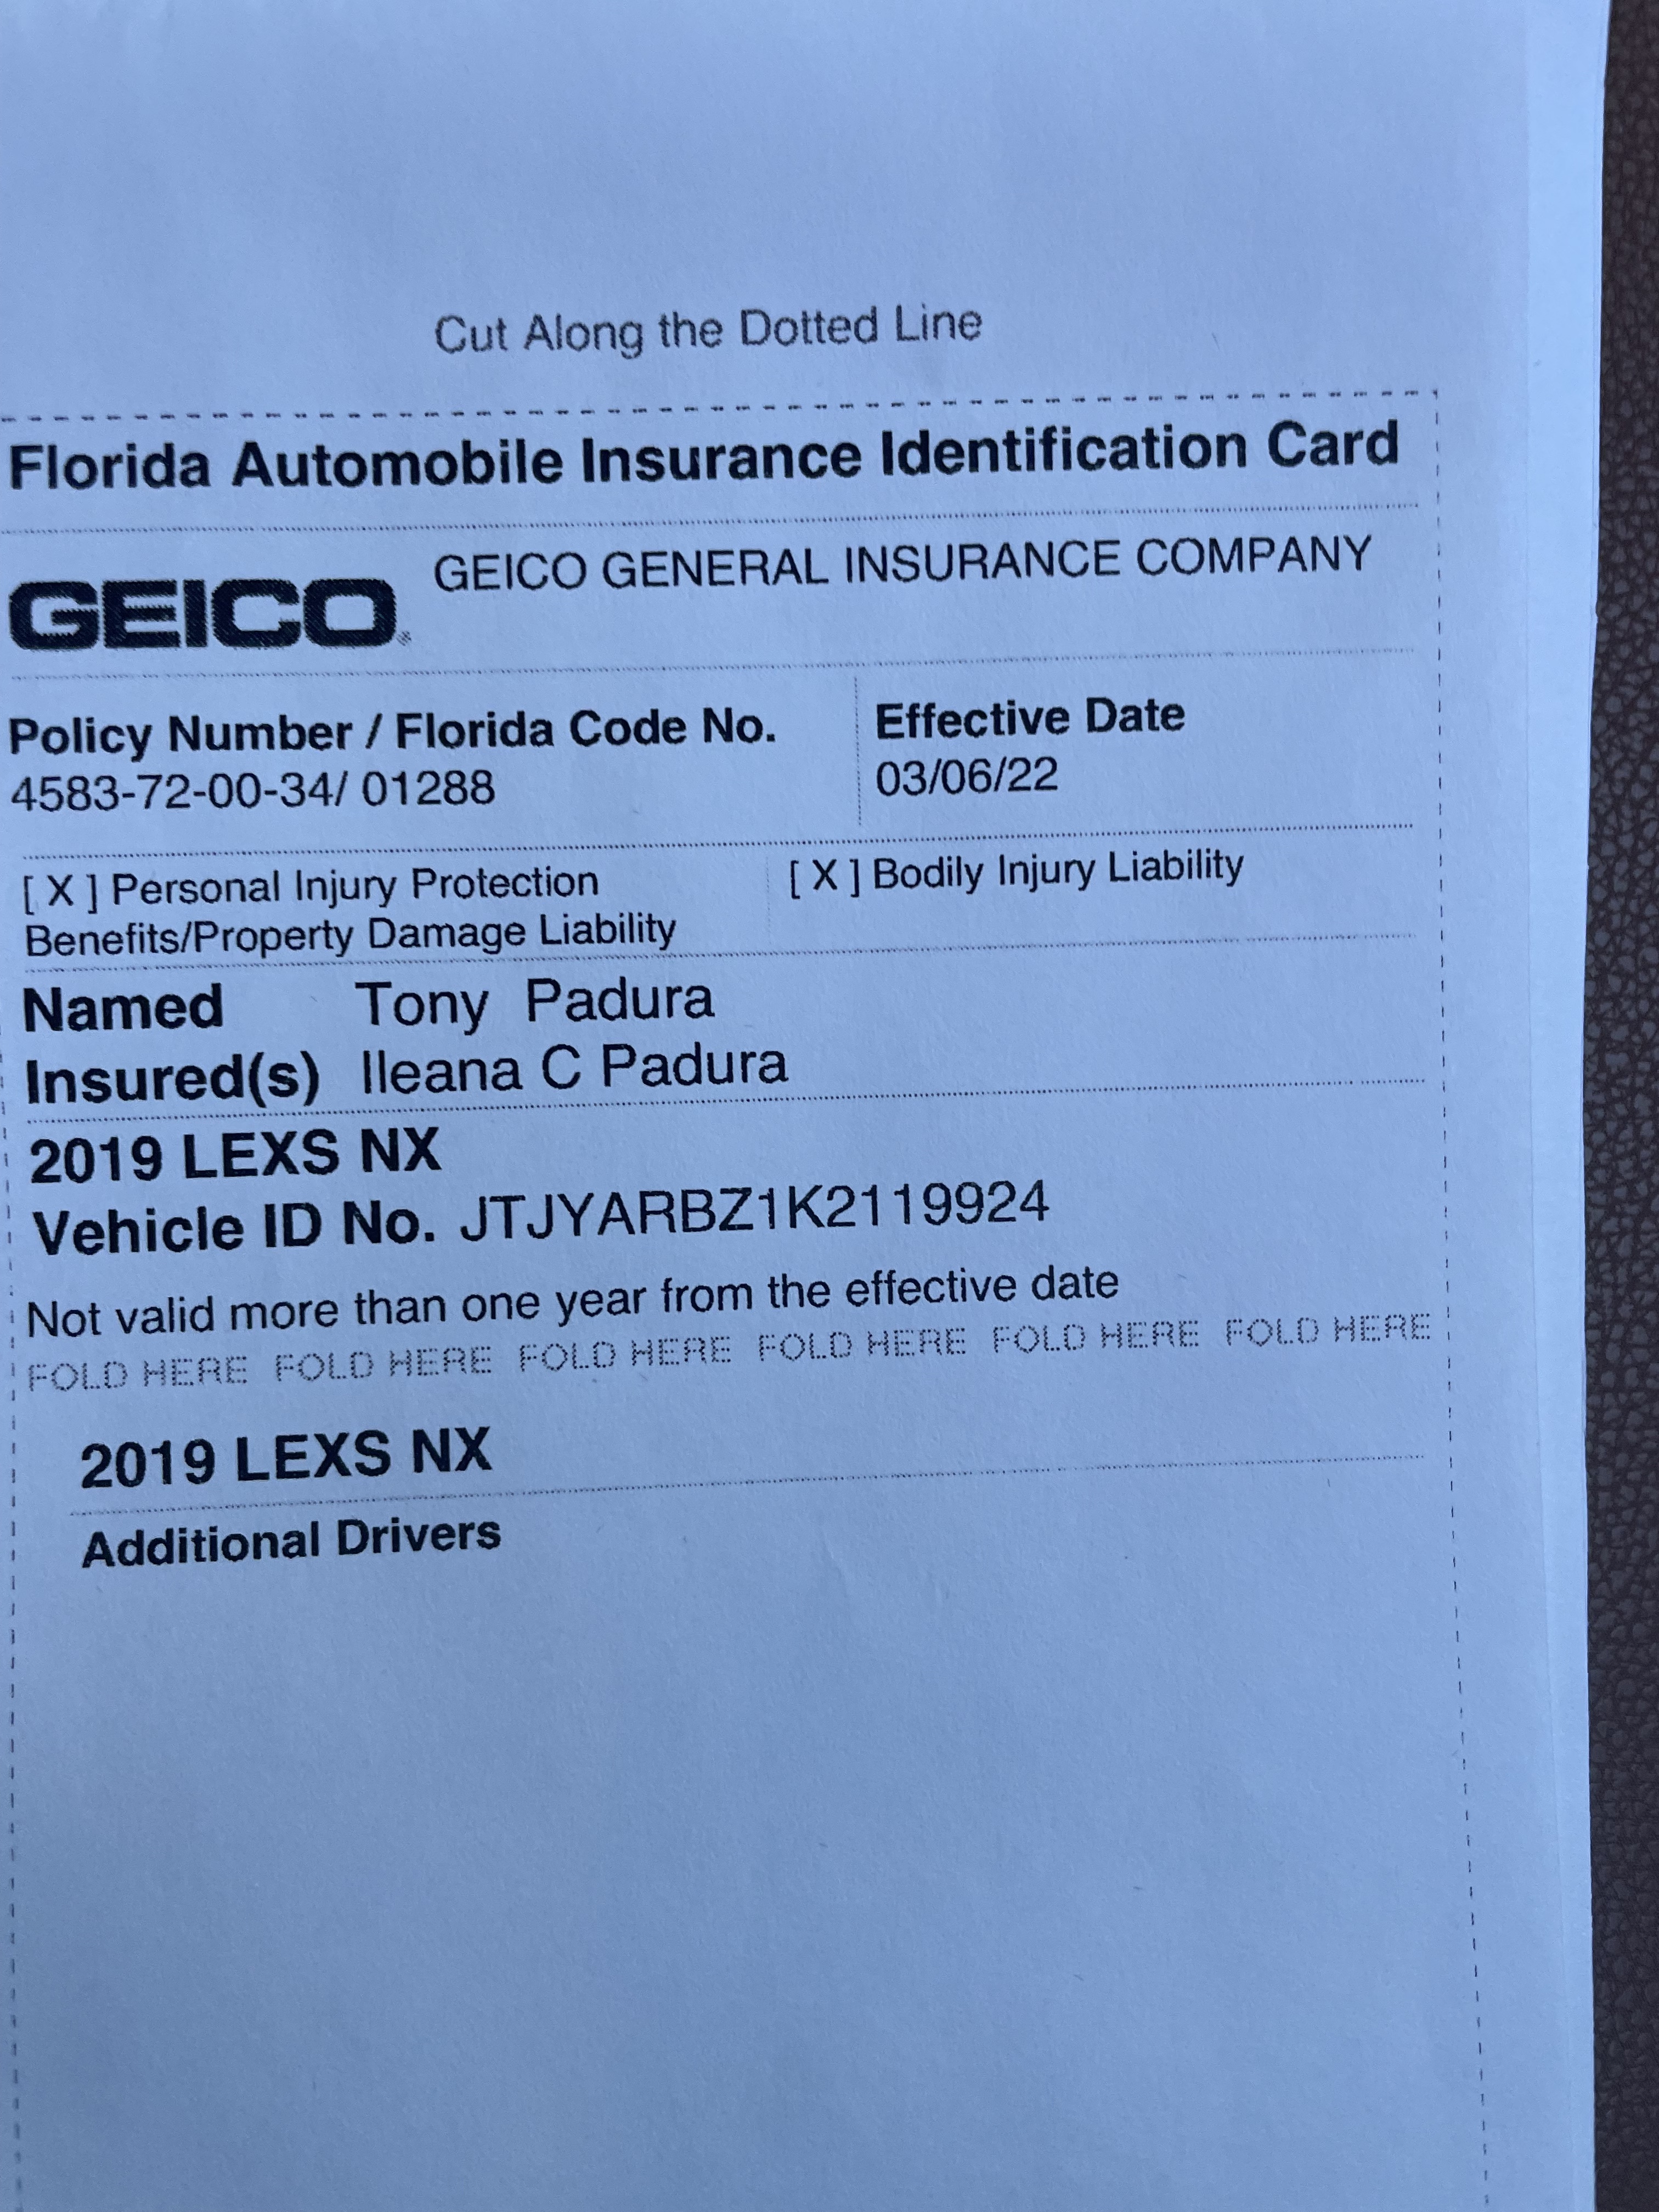 Cut Along the Dotted Line
Florida Automobile Insurance Identification Card
GEICO® GEICO GENERAL INSURANCE COMPANY
Policy Number / Florida Code No. Effective Date
4583-72-00-34/ 01288 03/06/22
[ X ] Personal Injury Protection [ X ] Bodily Injury Liability
Benefits/Property Damage Liability
Named Tony Padura
Insured(s) Ileana C Padura
2019 LEXS NX
Vehicle ID No. JTJYARBZ1K2119924
Not valid more than one year from the effective date
FOLD HERE FOLD HERE FOLD HERE FOLD HERE FOLD HERE FOLD HERE
2019 LEXS NX
Additional Drivers